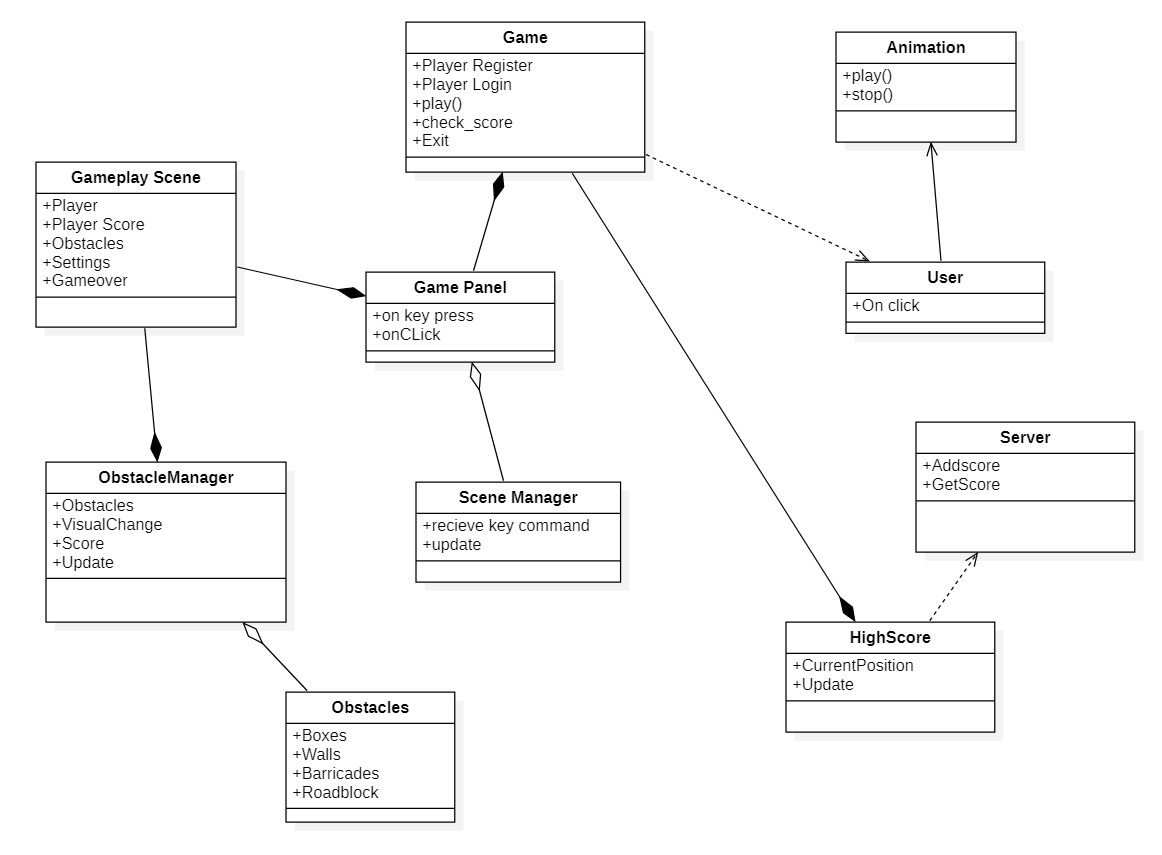 Game
+Player Register
+Player Login
+play()
+check_score
+Exit
Animation
+play()
+stop()
Gameplay Scene
+Player
+Player Score
+Obstacles
+Settings
+Gameover
Game Panel
+on key press
+onCLick
User
+On click
Server
+Addscore
+GetScore
ObstacleManager
+Obstacles
+VisualChange
+Score
+Update
Scene Manager
+recieve key command
+update
HighScore
+CurrentPosition
+Update
Obstacles
+Boxes
+Walls
+Barricades
+Roadblock